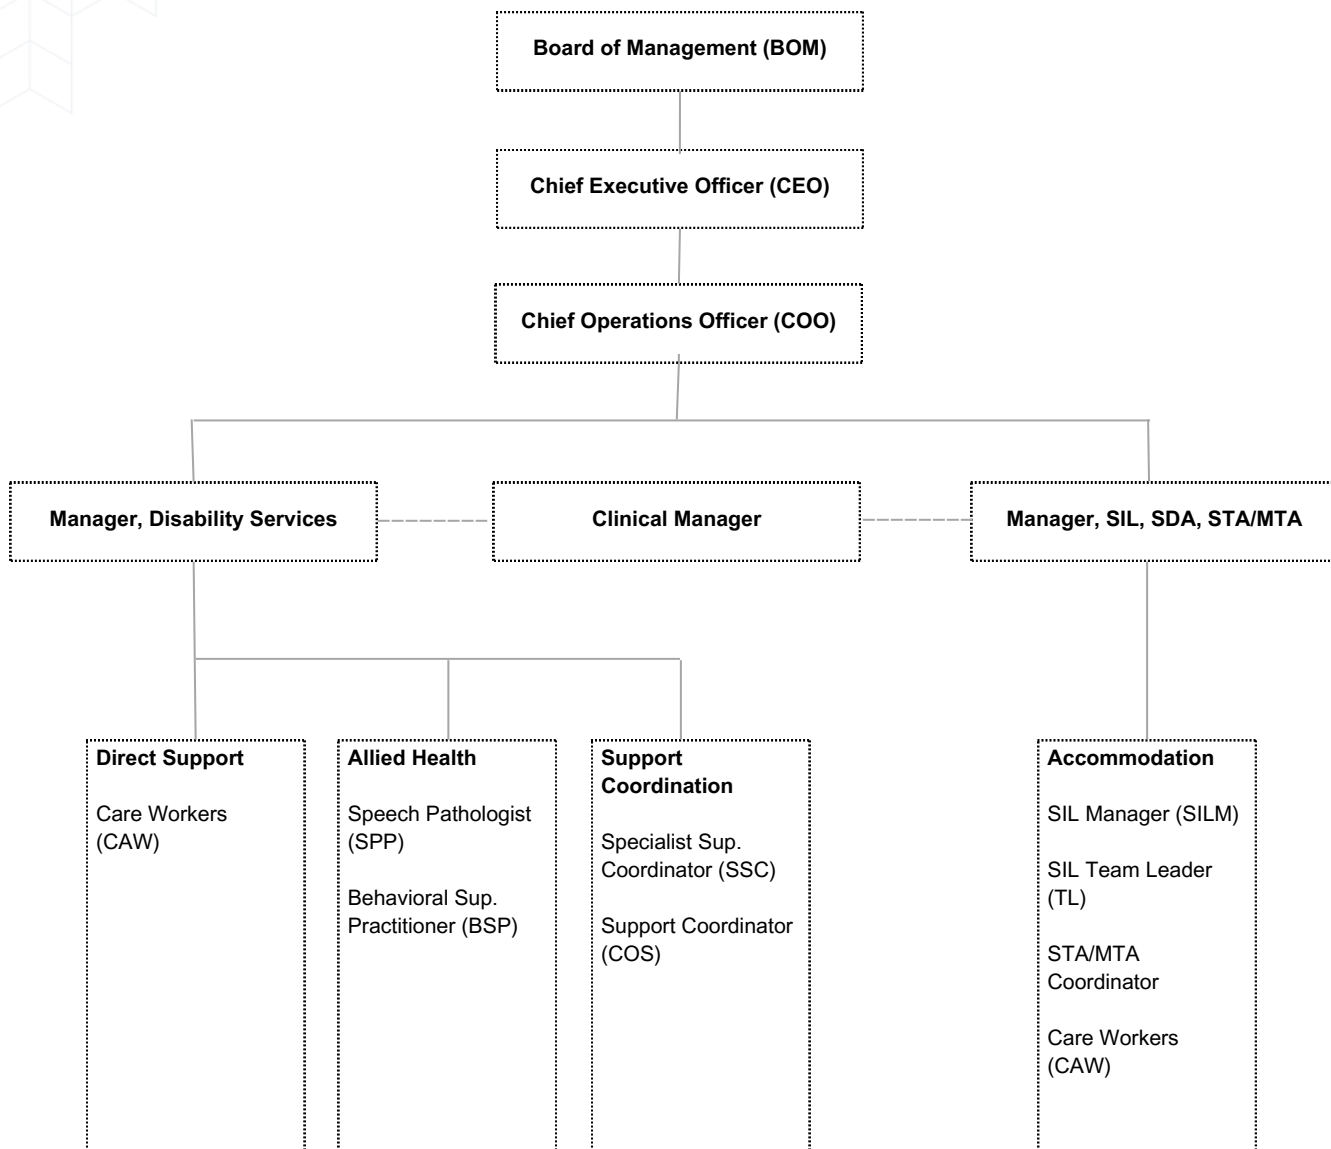 Board of Management (BOM)
Chief Executive Officer (CEO)
Chief Operations Officer (COO)
Manager, Disability Services
Clinical Manager
Manager, SIL, SDA, STA/MTA
Direct Support
Care Workers
(CAW)
Allied Health
Speech Pathologist
(SPP)
Behavioral Sup.
Practitioner (BSP)
Support
Coordination
Specialist Sup.
Coordinator (SSC)
Support Coordinator
(COS)
Accommodation
SIL Manager (SILM)
SIL Team Leader
(TL)
STA/MTA
Coordinator
Care Workers
(CAW)